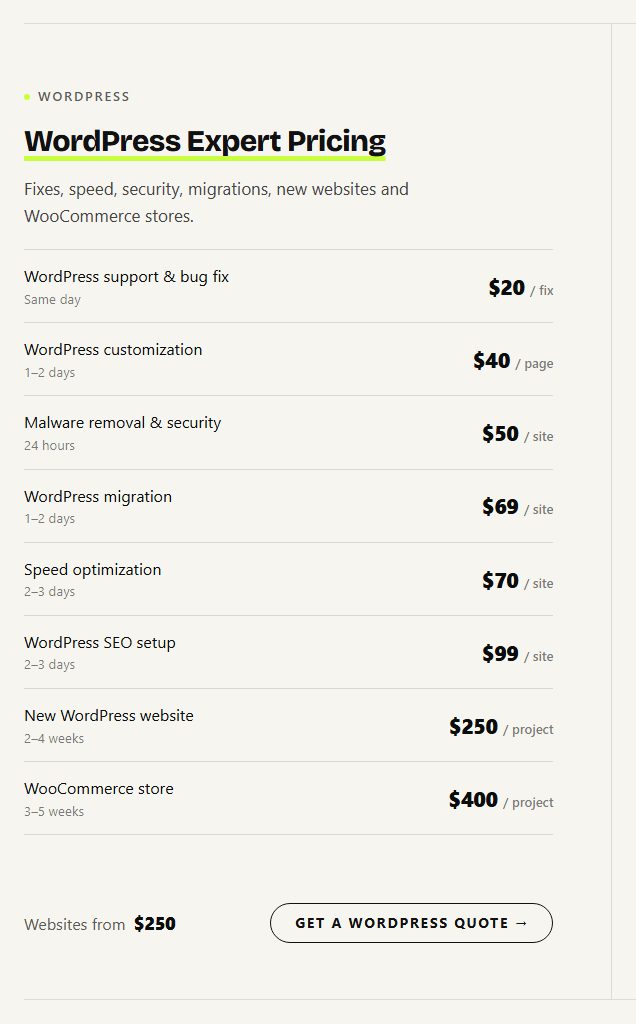 WORDPRESS
WordPress Expert Pricing
Fixes, speed, security, migrations, new websites and
WooCommerce stores.
WordPress support & bug fix
Same day
$20 / fix
WordPress customization
1–2 days
$40 / page
Malware removal & security
24 hours
$50 / site
WordPress migration
1–2 days
$69 / site
Speed optimization
2–3 days
$70 / site
WordPress SEO setup
2–3 days
$99 / site
New WordPress website
2–4 weeks
$250 / project
WooCommerce store
3–5 weeks
$400 / project
Websites from $250
GET A WORDPRESS QUOTE →